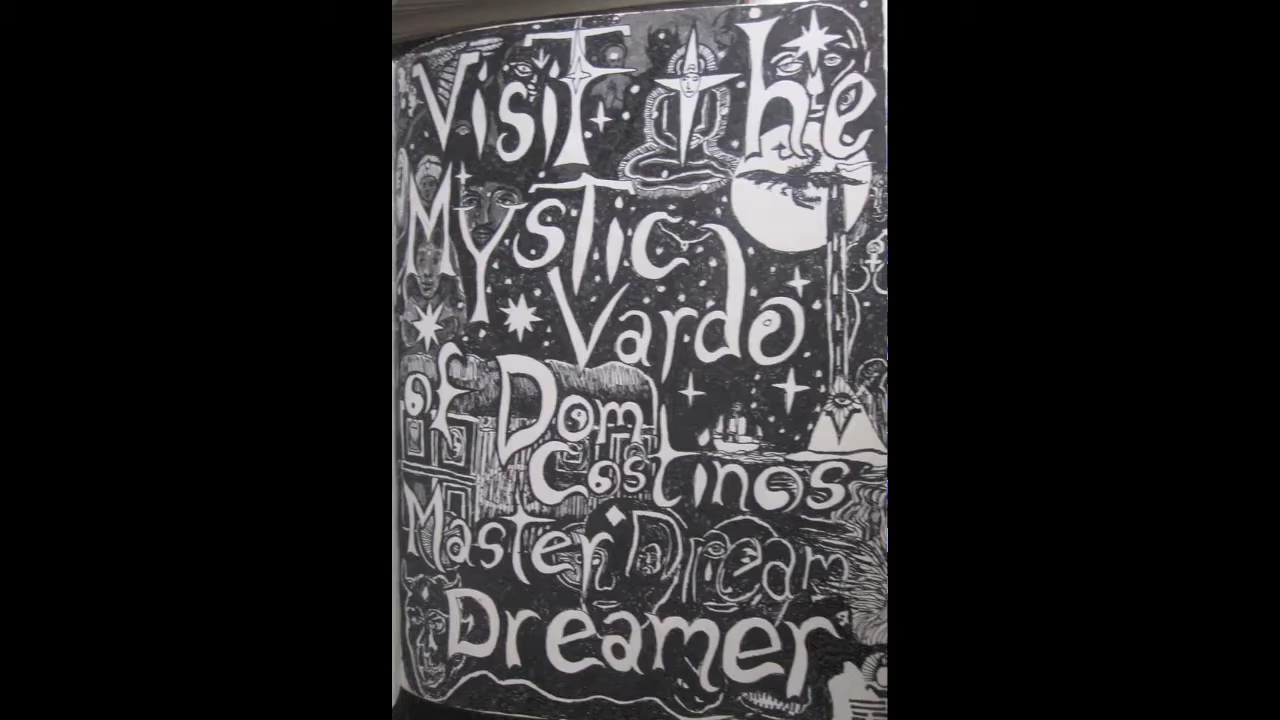 Visit the
Mystic
Vardo
of Dom
Costinos
Master Dream
Dreamer